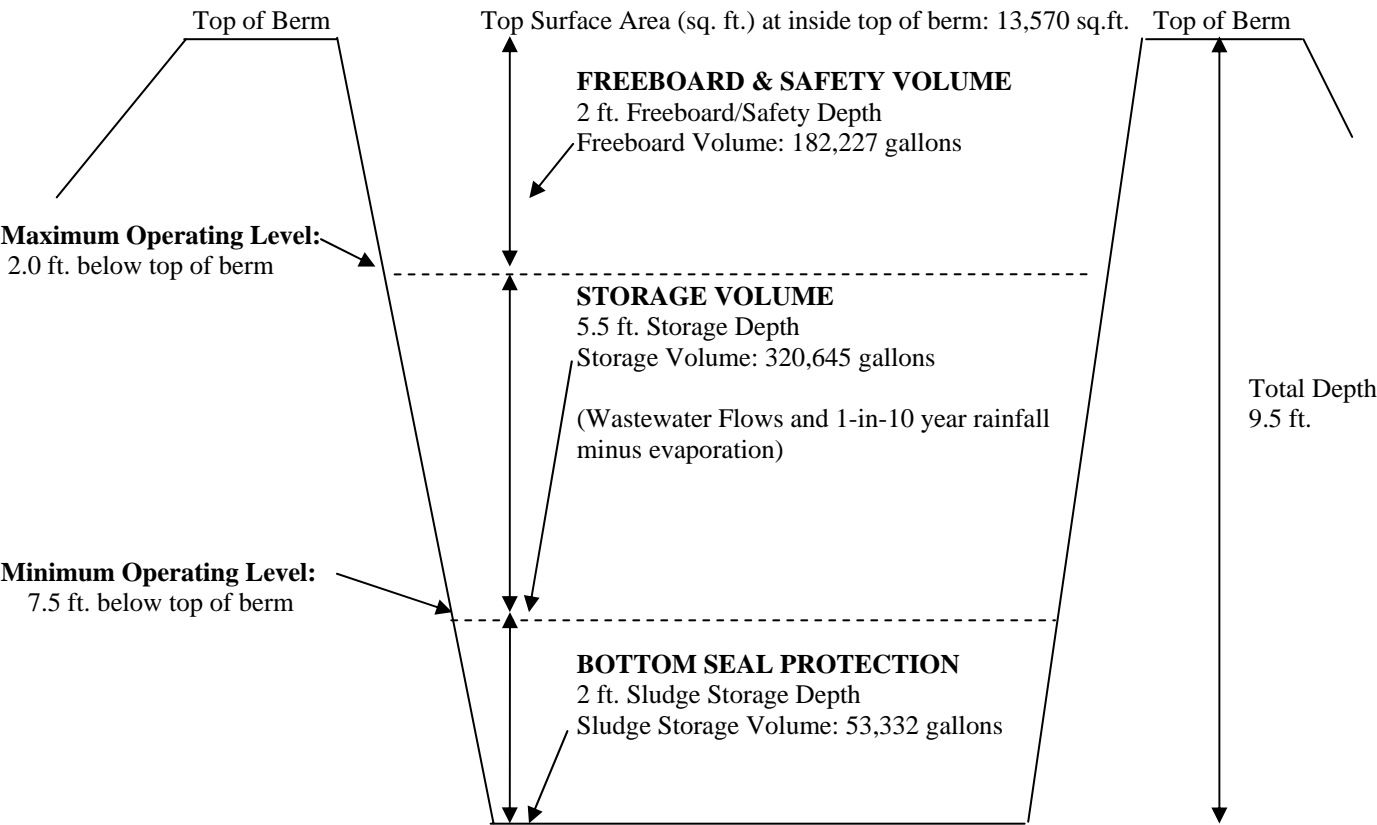 Top of Berm
Top Surface Area (sq. ft.) at inside top of berm: 13,570 sq.ft.
Top of Berm
FREEBOARD & SAFETY VOLUME
2 ft. Freeboard/Safety Depth
Freeboard Volume: 182,227 gallons
Maximum Operating Level:
2.0 ft. below top of berm
STORAGE VOLUME
5.5 ft. Storage Depth
Storage Volume: 320,645 gallons
(Wastewater Flows and 1-in-10 year rainfall
minus evaporation)
Total Depth
9.5 ft.
Minimum Operating Level:
7.5 ft. below top of berm
BOTTOM SEAL PROTECTION
2 ft. Sludge Storage Depth
Sludge Storage Volume: 53,332 gallons